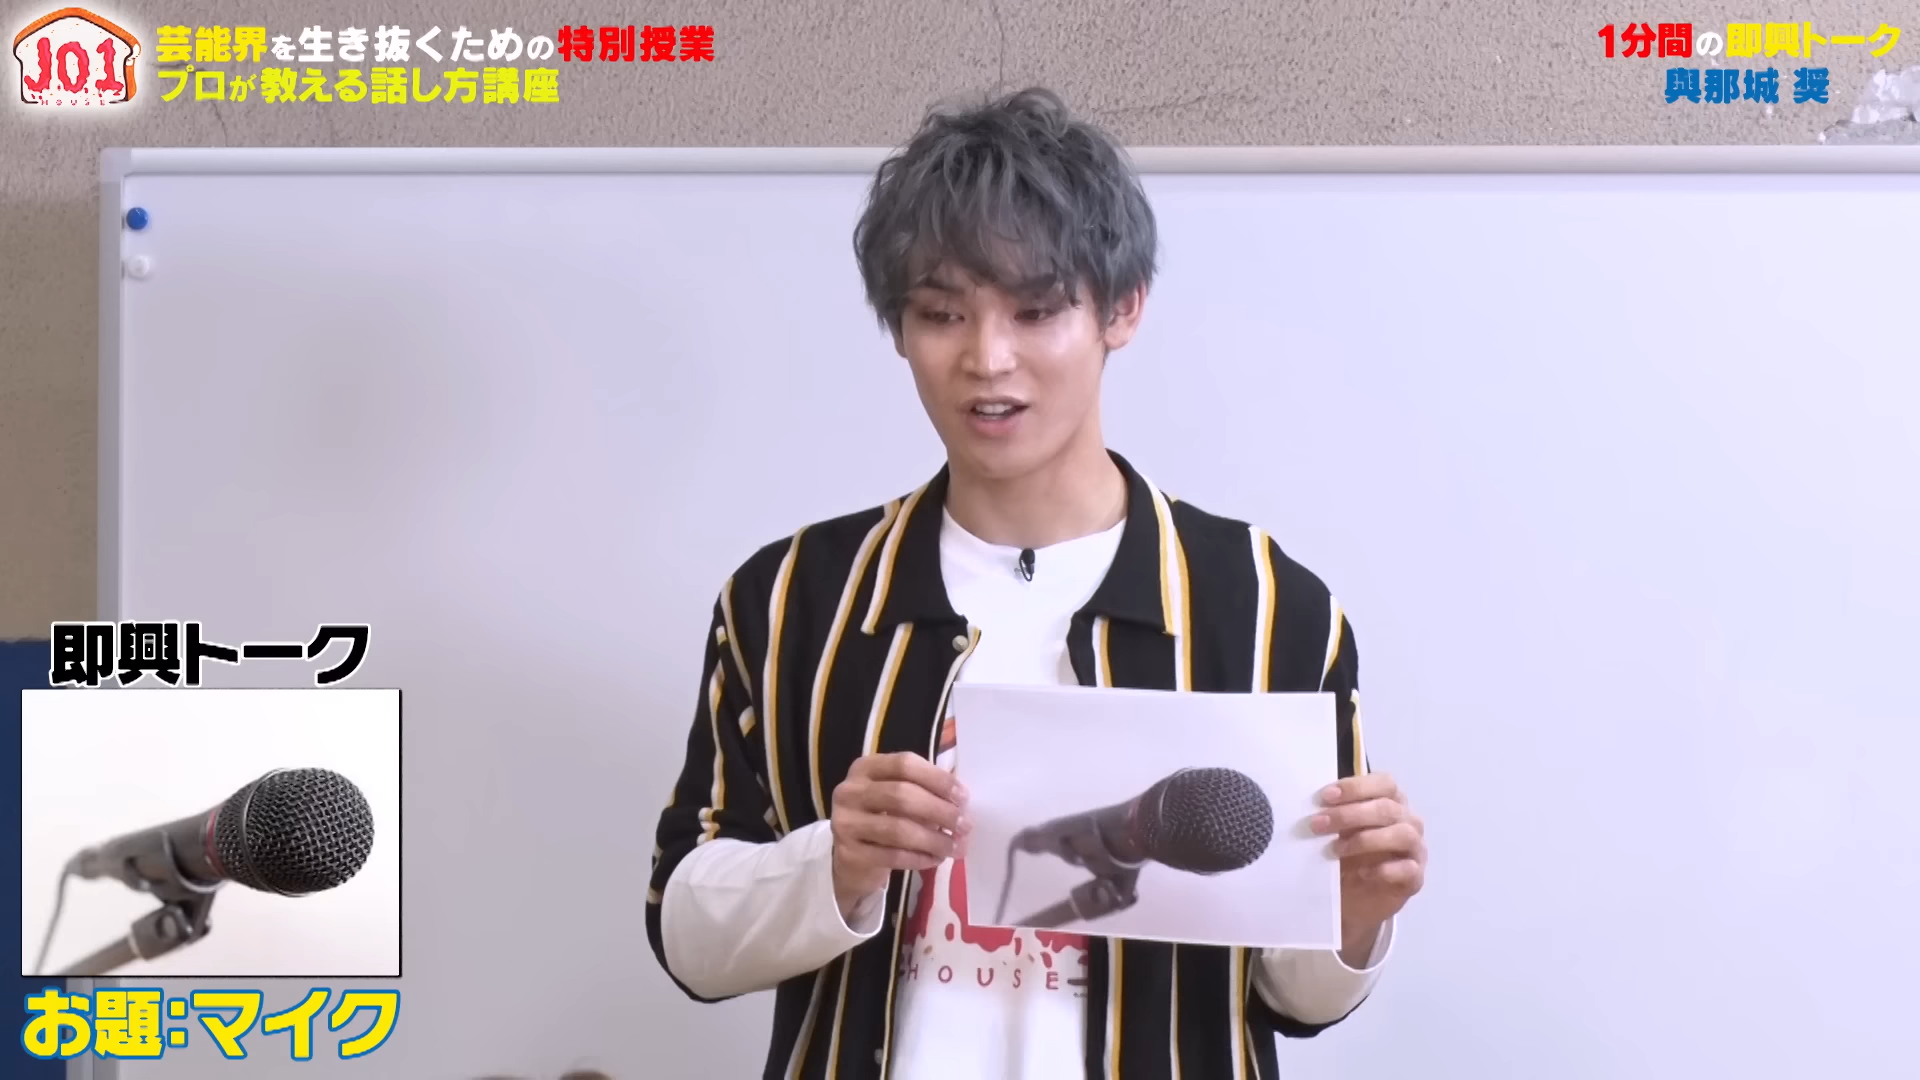 JO1
HOUSE
芸能界を生き抜くための特別授業
プロが教える話し方講座
1分間の即興トーク
與那城 奨
即興トーク
お題:マイク
HOUSE